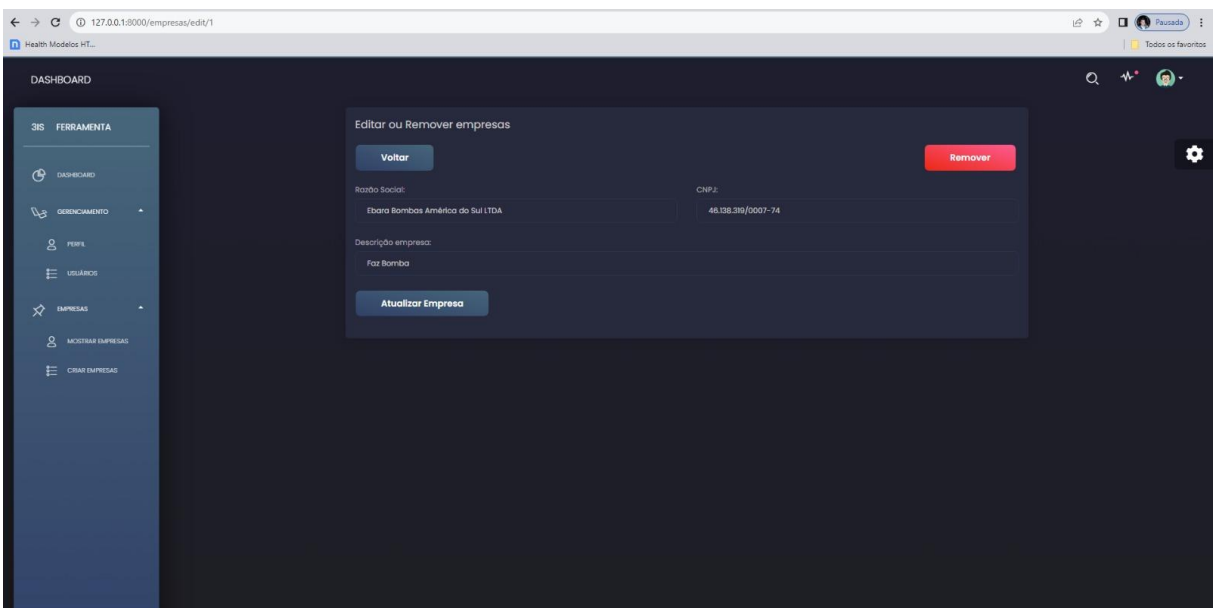 127.0.0.1:8000/empresas/edit/1
Pausada
Health Modelos HT...
Todos os favoritos
DASHBOARD
3IS FERRAMENTA
DASHBOARD
GERENCIAMENTO
PERFIL
USUÁRIOS
EMPRESAS
MOSTRAR EMPRESAS
CRIAR EMPRESAS
Editar ou Remover empresas
Voltar
Remover
Razão Social:
CNPJ:
Ebara Bombas América do Sul LTDA
46.138.319/0007-74
Descrição empresa:
Faz Bomba
Atualizar Empresa